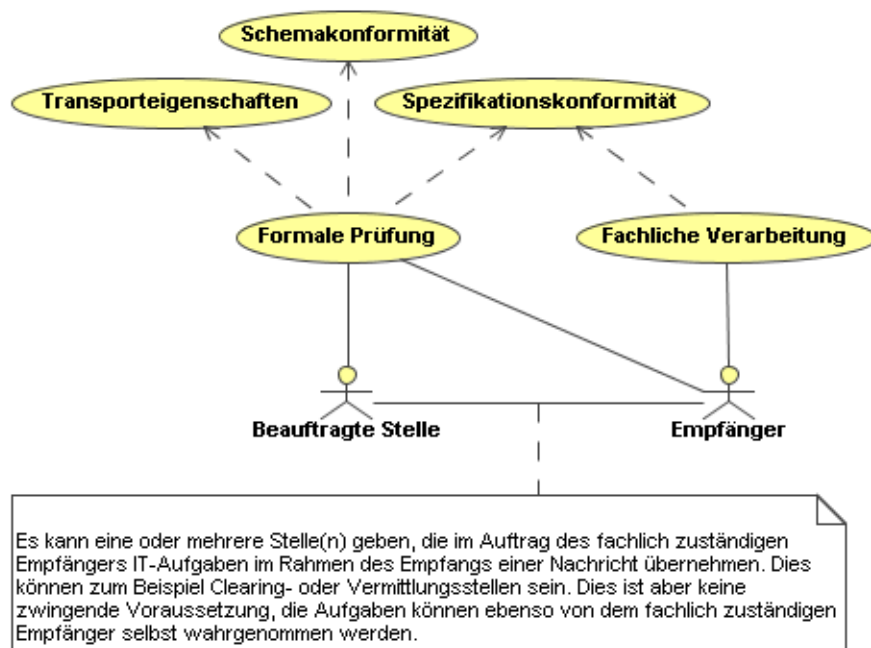 Schemakonformität
Transporteigenschaften
Spezifikationskonformität
Formale Prüfung
Fachliche Verarbeitung
Beauftragte Stelle
Empfänger
Es kann eine oder mehrere Stelle(n) geben, die im Auftrag des fachlich zuständigen
Empfängers IT-Aufgaben im Rahmen des Empfangs einer Nachricht übernehmen. Dies
können zum Beispiel Clearing- oder Vermittlungsstellen sein. Dies ist aber keine
zwingende Voraussetzung, die Aufgaben können ebenso von dem fachlich zuständigen
Empfänger selbst wahrgenommen werden.